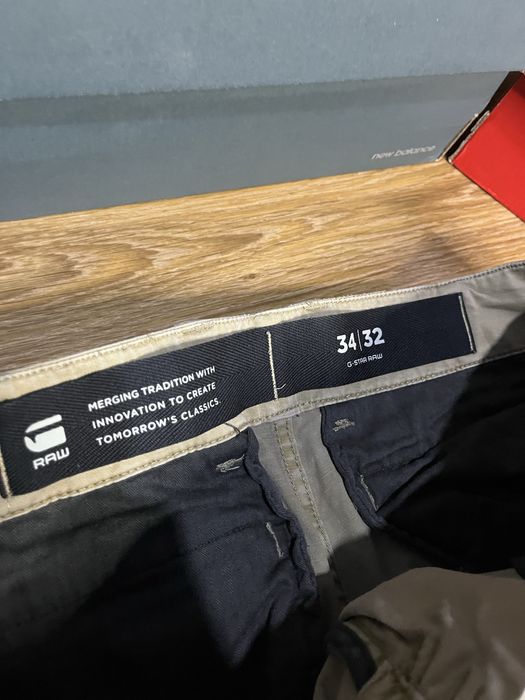 new balance
34|32
G-STAR RAW
MERGING TRADITION WITH
INNOVATION TO CREATE
TOMORROW'S CLASSICS.
G
RAW